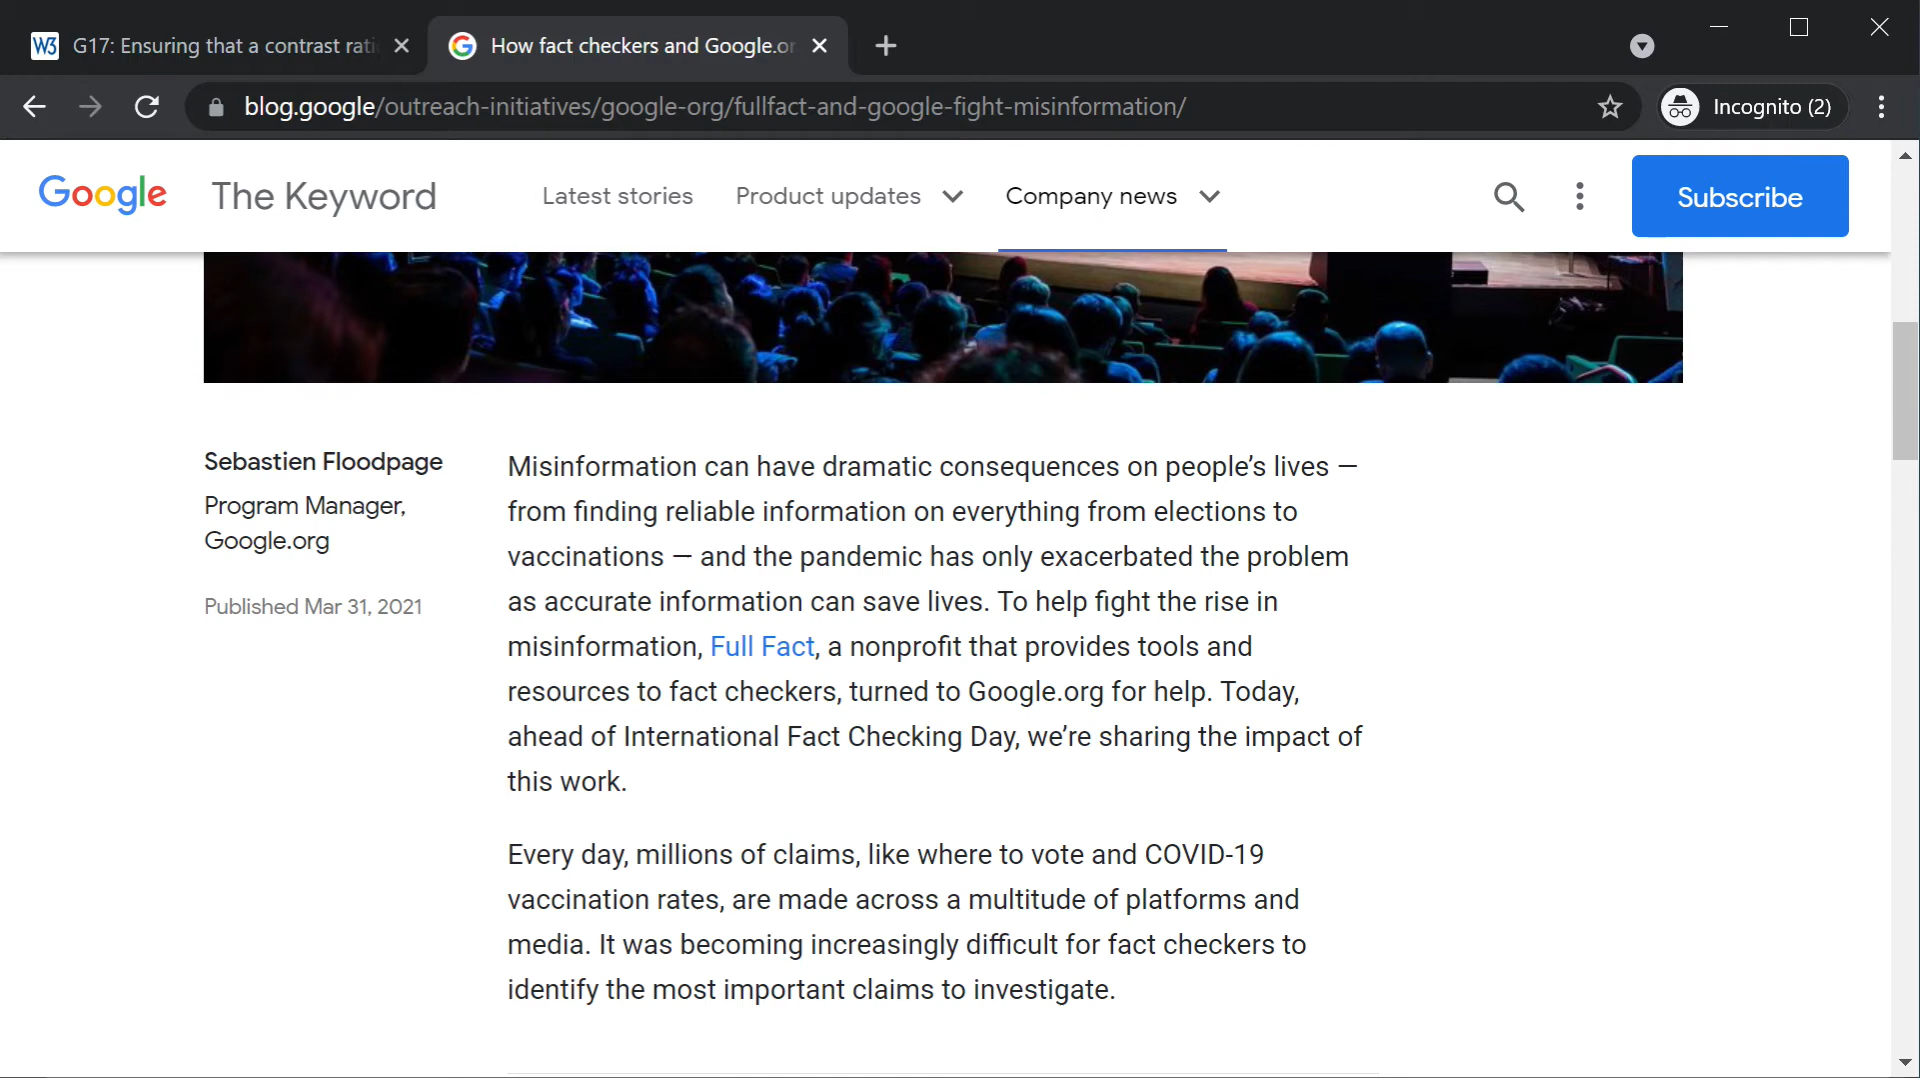 W3 G17: Ensuring that a contrast rati
How fact checkers and Google.or
blog.google/outreach-initiatives/google-org/fullfact-and-google-fight-misinformation/
Incognito (2)
Google The Keyword
Latest stories
Product updates
Company news
Subscribe
Sebastien Floodpage
Program Manager,
Google.org
Published Mar 31, 2021
Misinformation can have dramatic consequences on people’s lives —
from finding reliable information on everything from elections to
vaccinations — and the pandemic has only exacerbated the problem
as accurate information can save lives. To help fight the rise in
misinformation, Full Fact, a nonprofit that provides tools and
resources to fact checkers, turned to Google.org for help. Today,
ahead of International Fact Checking Day, we’re sharing the impact of
this work.
Every day, millions of claims, like where to vote and COVID-19
vaccination rates, are made across a multitude of platforms and
media. It was becoming increasingly difficult for fact checkers to
identify the most important claims to investigate.